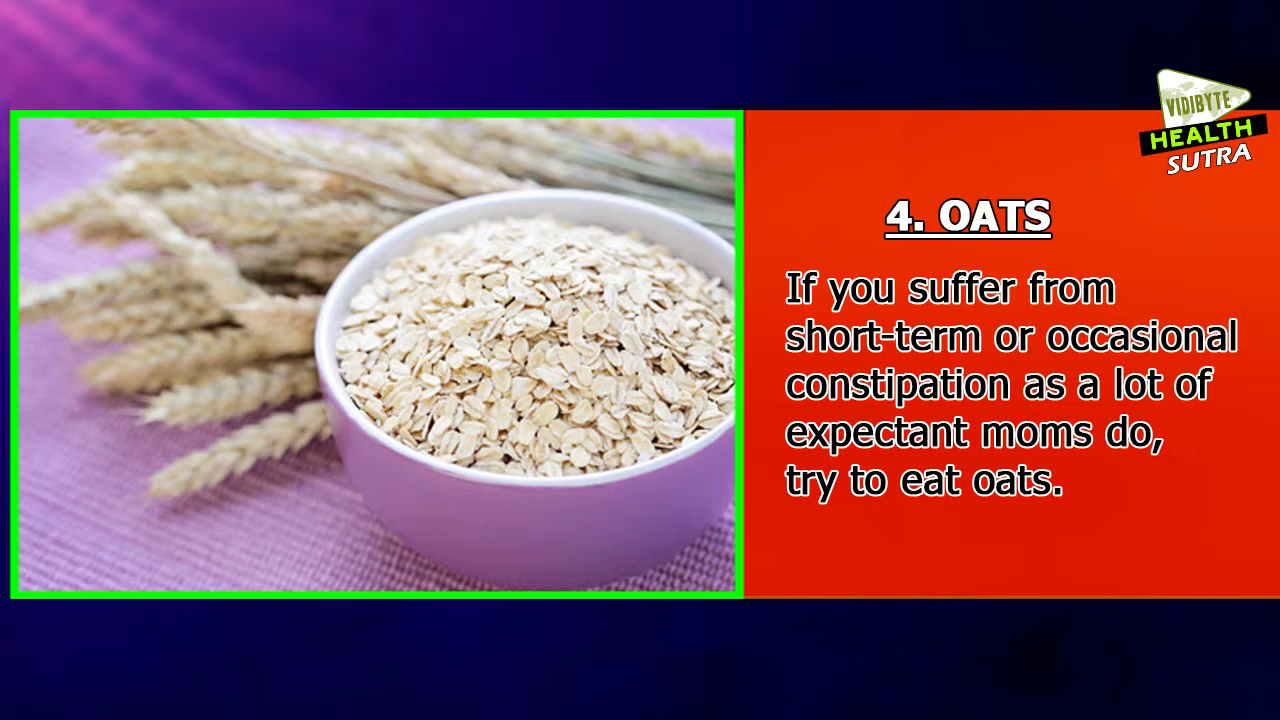 VIDIBYTE
HEALTH
SUTRA
4. OATS
If you suffer from
short-term or occasional
constipation as a lot of
expectant moms do,
try to eat oats.